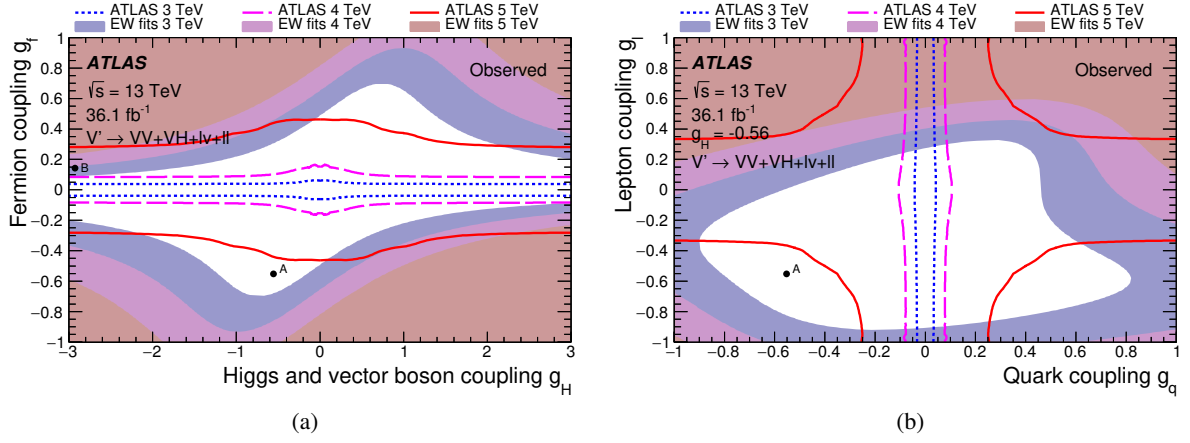 ATLAS 3 TeV ATLAS 4 TeV ATLAS 5 TeV
EW fits 3 TeV EW fits 4 TeV EW fits 5 TeV
Fermion coupling g_f
1
0.8
0.6
0.4
0.2
0
−0.2
−0.4
−0.6
−0.8
−1
ATLAS
Observed
√s = 13 TeV
36.1 fb⁻¹
V' → VV+VH+lν+ll
B
A
−3 −2 −1 0 1 2 3
Higgs and vector boson coupling g_H
(a)
ATLAS 3 TeV ATLAS 4 TeV ATLAS 5 TeV
EW fits 3 TeV EW fits 4 TeV EW fits 5 TeV
Lepton coupling g_l
1
0.8
0.6
0.4
0.2
0
−0.2
−0.4
−0.6
−0.8
−1
ATLAS
Observed
√s = 13 TeV
36.1 fb⁻¹
g_H = -0.56
V' → VV+VH+lν+ll
A
−1 −0.8 −0.6 −0.4 −0.2 0 0.2 0.4 0.6 0.8 1
Quark coupling g_q
(b)